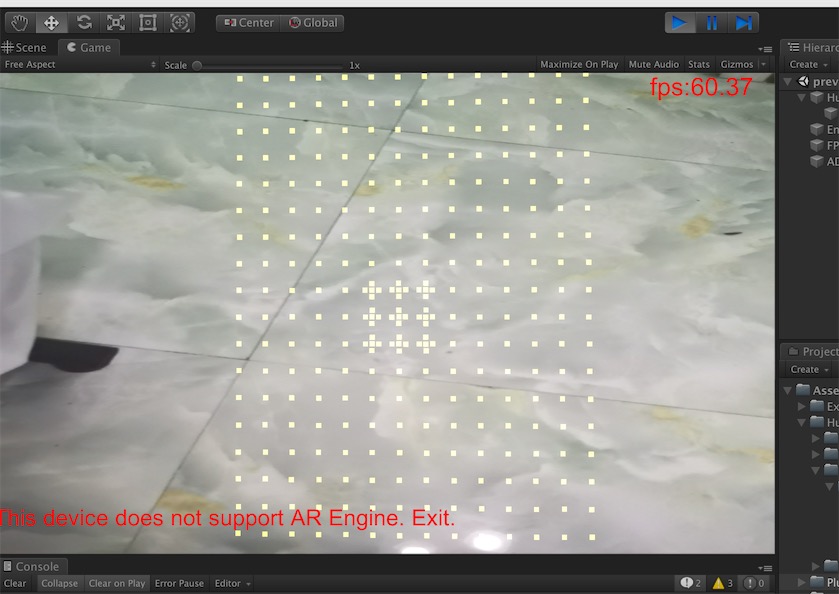 Center Global
Scene Game
Free Aspect Scale 1x Maximize On Play Mute Audio Stats Gizmos
fps:60.37
This device does not support AR Engine. Exit.
Console
Clear Collapse Clear on Play Error Pause Editor 2 3 0
Create
prev
Hu
En
FP
AD
Project
Create
Asse
Ex
Hu